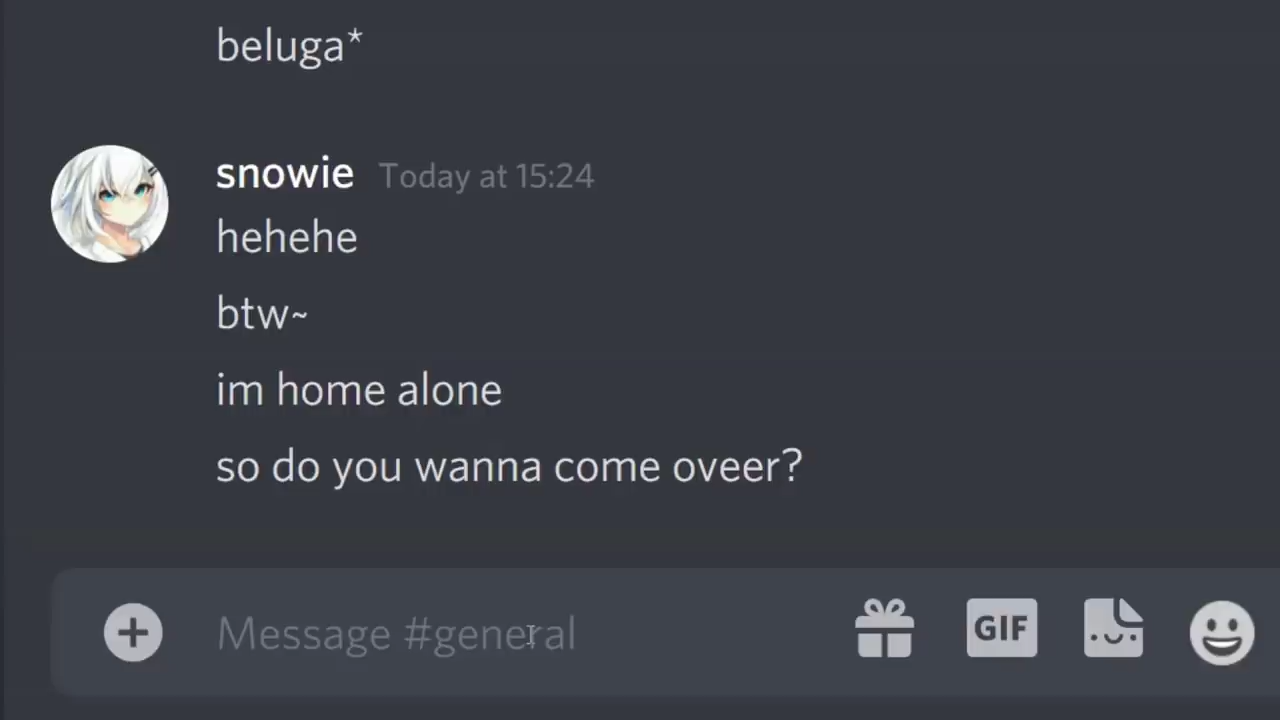 beluga*
snowie Today at 15:24
hehehe
btw~
im home alone
so do you wanna come oveer?
Message #general
GIF